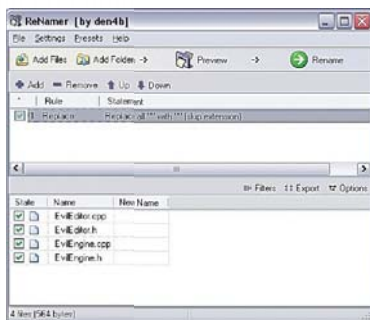 ReNamer [by den4b]
File Settings Presets Help
Add Files Add Folders -> Preview -> Rename
Add Remove Up Down
* Rule Statement
1 Replace Replace all "" with "" (skip extension)
Filters Export Options
State Name New Name
EvilEditor.cpp
EvilEditor.h
EvilEngine.cpp
EvilEngine.h
4 files (564 bytes)